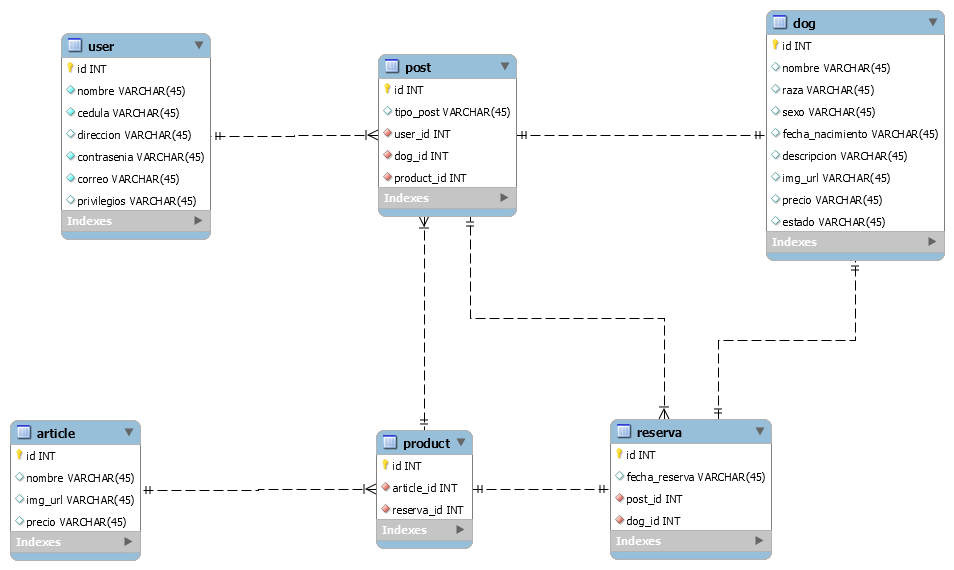 user
id INT
nombre VARCHAR(45)
cedula VARCHAR(45)
direccion VARCHAR(45)
contrasenia VARCHAR(45)
correo VARCHAR(45)
privilegios VARCHAR(45)
Indexes
post
id INT
tipo_post VARCHAR(45)
user_id INT
dog_id INT
product_id INT
Indexes
dog
id INT
nombre VARCHAR(45)
raza VARCHAR(45)
sexo VARCHAR(45)
fecha_nacimiento VARCHAR(45)
descripcion VARCHAR(45)
img_url VARCHAR(45)
precio VARCHAR(45)
estado VARCHAR(45)
Indexes
article
id INT
nombre VARCHAR(45)
img_url VARCHAR(45)
precio VARCHAR(45)
Indexes
product
id INT
article_id INT
reserva_id INT
Indexes
reserva
id INT
fecha_reserva VARCHAR(45)
post_id INT
dog_id INT
Indexes